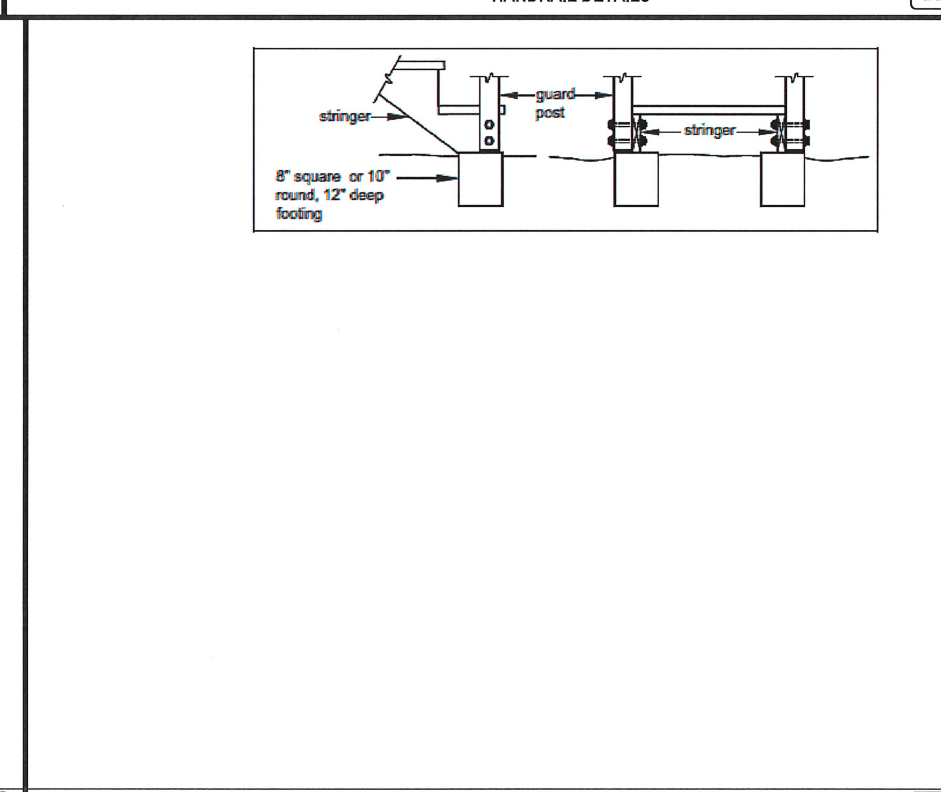 guard
post
stringer
stringer
8" square or 10"
round, 12" deep
footing